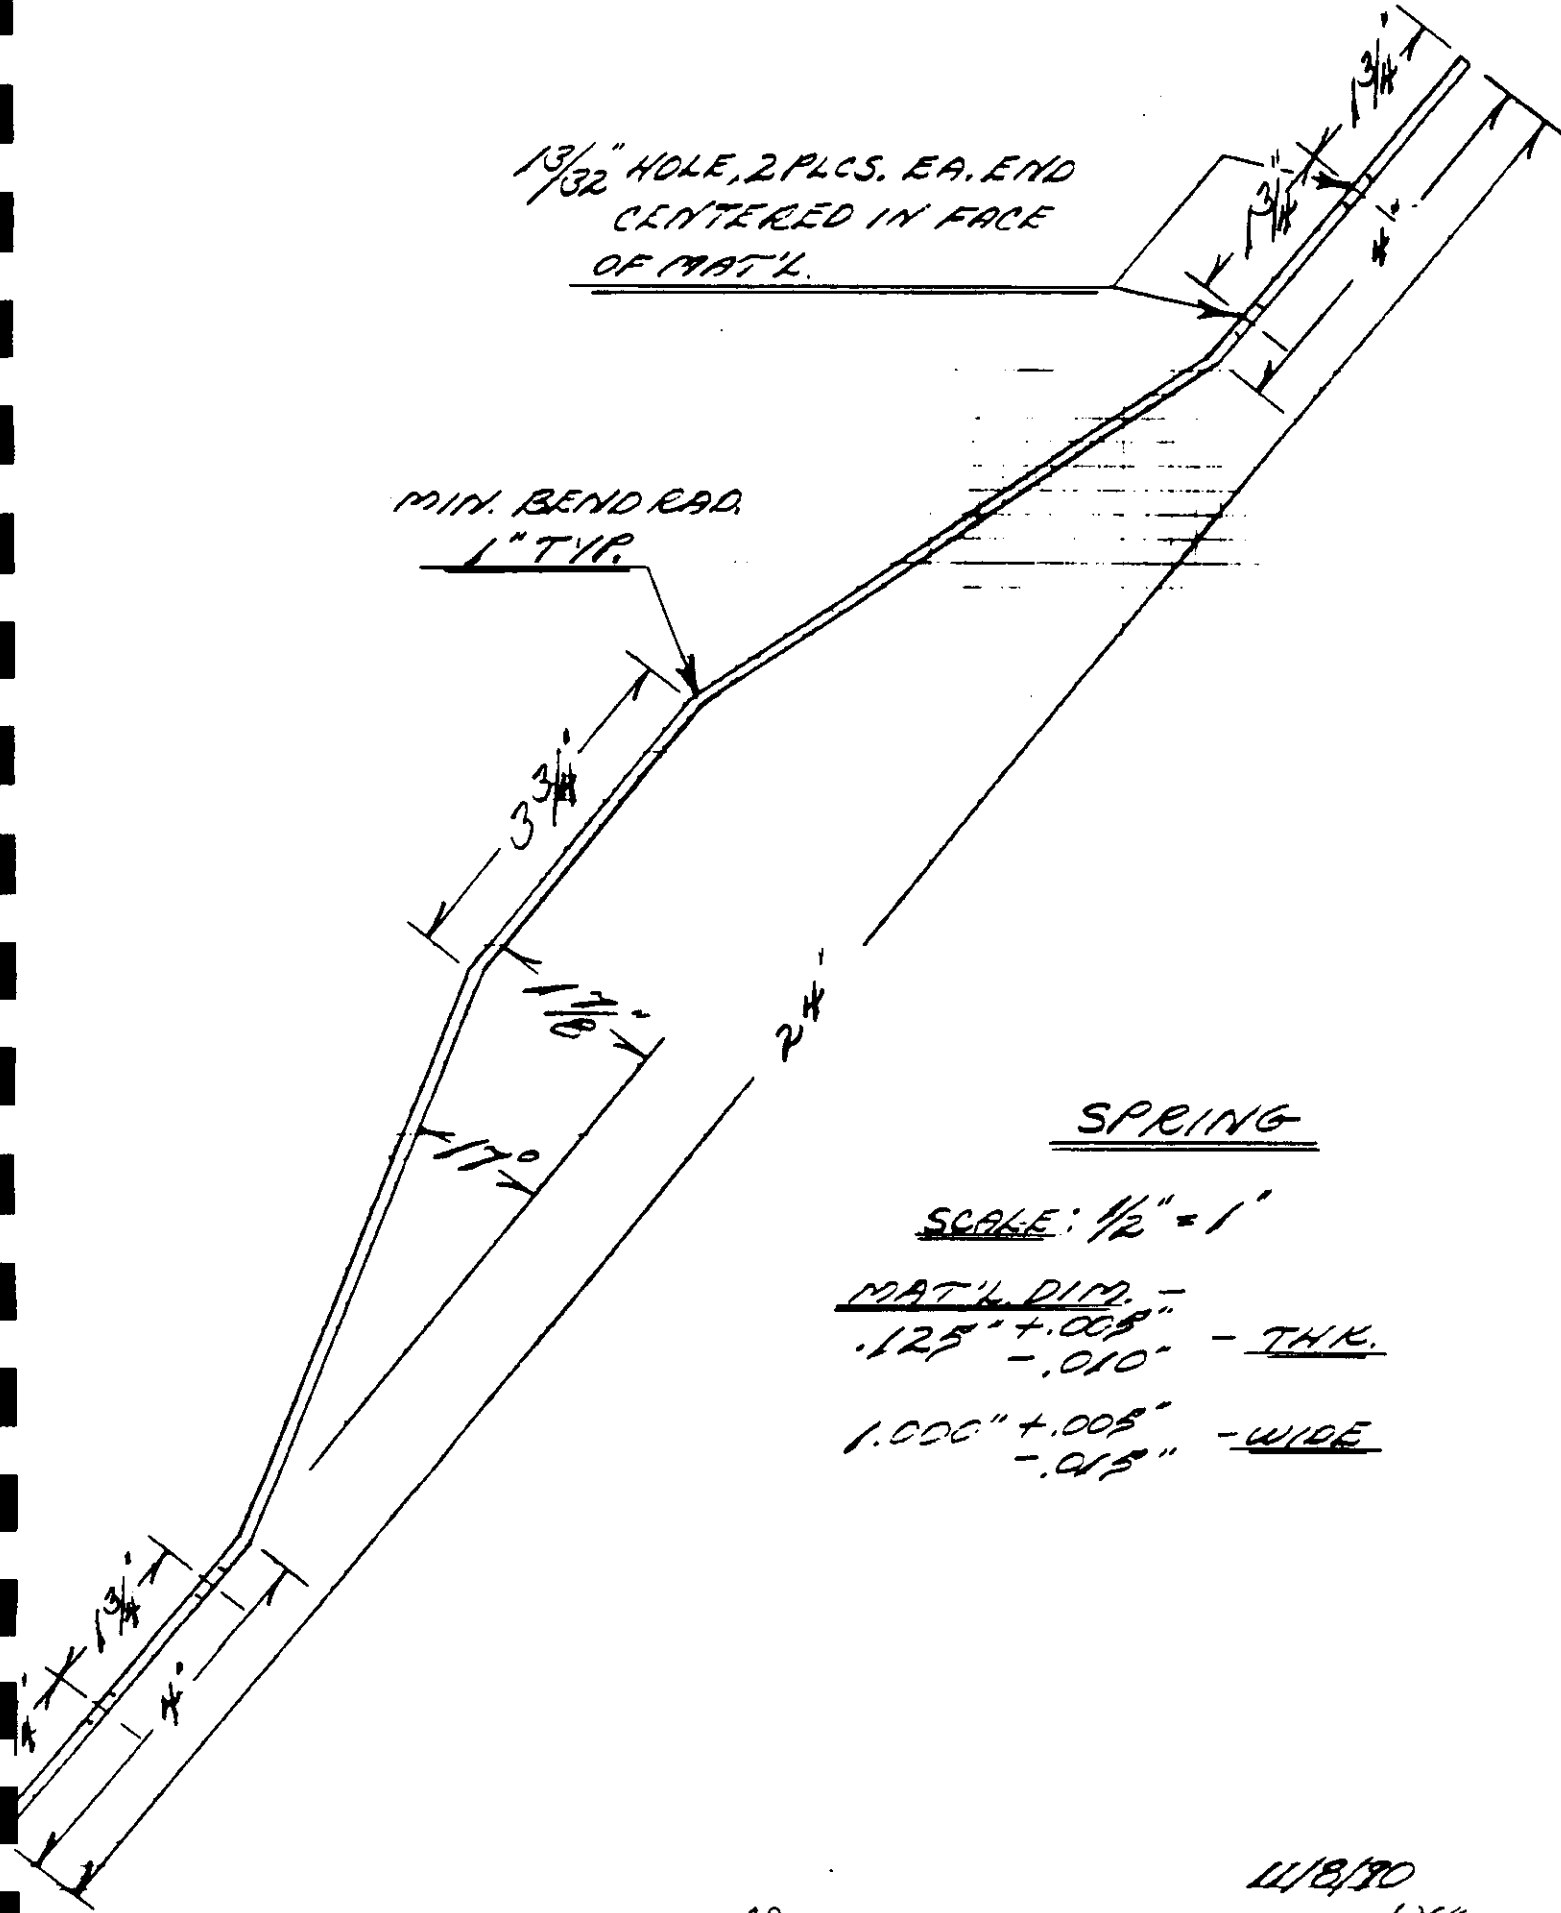 1 3/4"
13/32" HOLE, 2 PLCS. EA. END
CENTERED IN FACE
OF MAT'L.
1 3/4"
4"
MIN. BEND RAD.
1" TYP.
3 3/4"
1 7/8"
24"
17°
SPRING
SCALE: 1/2" = 1"
MAT'L. DIM. -
.125" +.005"
-.010" - THK.
1.000" +.005"
-.015" - WIDE
1 3/4"
4"
11/8/90